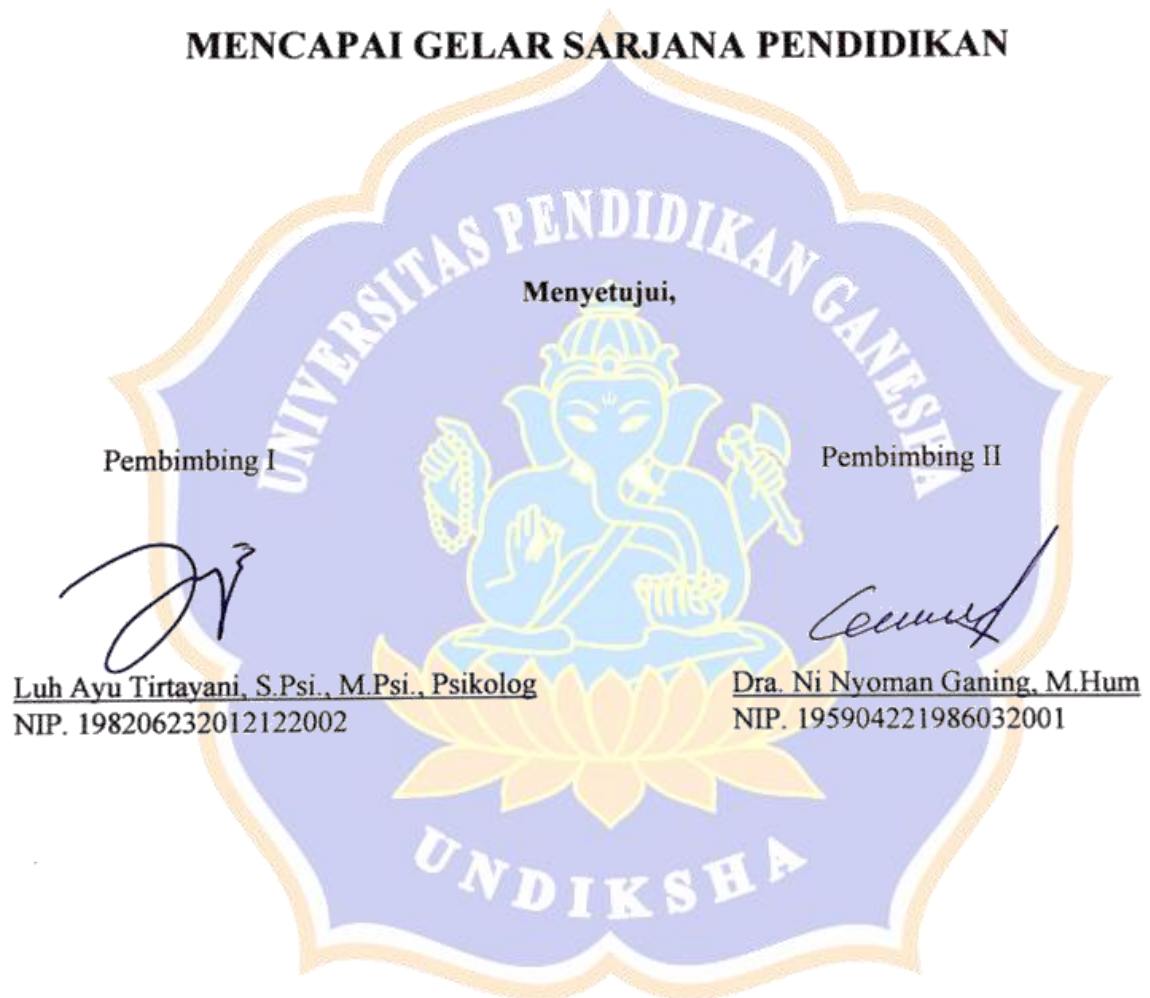 MENCAPAI GELAR SARJANA PENDIDIKAN
UNIVERSITAS PENDIDIKAN GANESHA
Menyetujui,
Pembimbing I Pembimbing II
Luh Ayu Tirtayani, S.Psi., M.Psi., Psikolog Dra. Ni Nyoman Ganing, M.Hum
NIP. 198206232012122002 NIP. 195904221986032001
UNDIKSHA